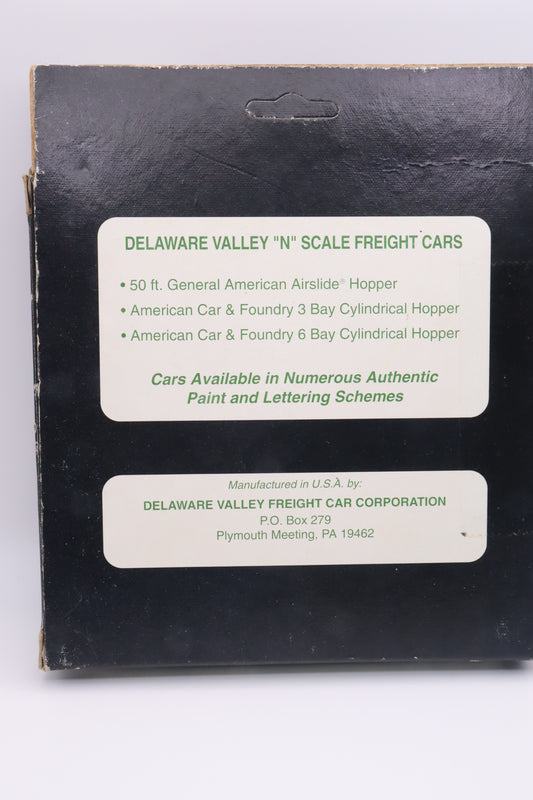 DELAWARE VALLEY "N" SCALE FREIGHT CARS
• 50 ft. General American Airslide® Hopper
• American Car & Foundry 3 Bay Cylindrical Hopper
• American Car & Foundry 6 Bay Cylindrical Hopper
Cars Available in Numerous Authentic
Paint and Lettering Schemes
Manufactured in U.S.A. by:
DELAWARE VALLEY FREIGHT CAR CORPORATION
P.O. Box 279
Plymouth Meeting, PA 19462